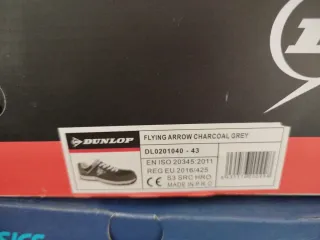 DUNLOP
FLYING ARROW CHARCOAL GREY
DL0201040 - 43
EN ISO 20345:2011
REG EU 2016/425
S3 SRC HRO
MADE IN P.R.C
SICS